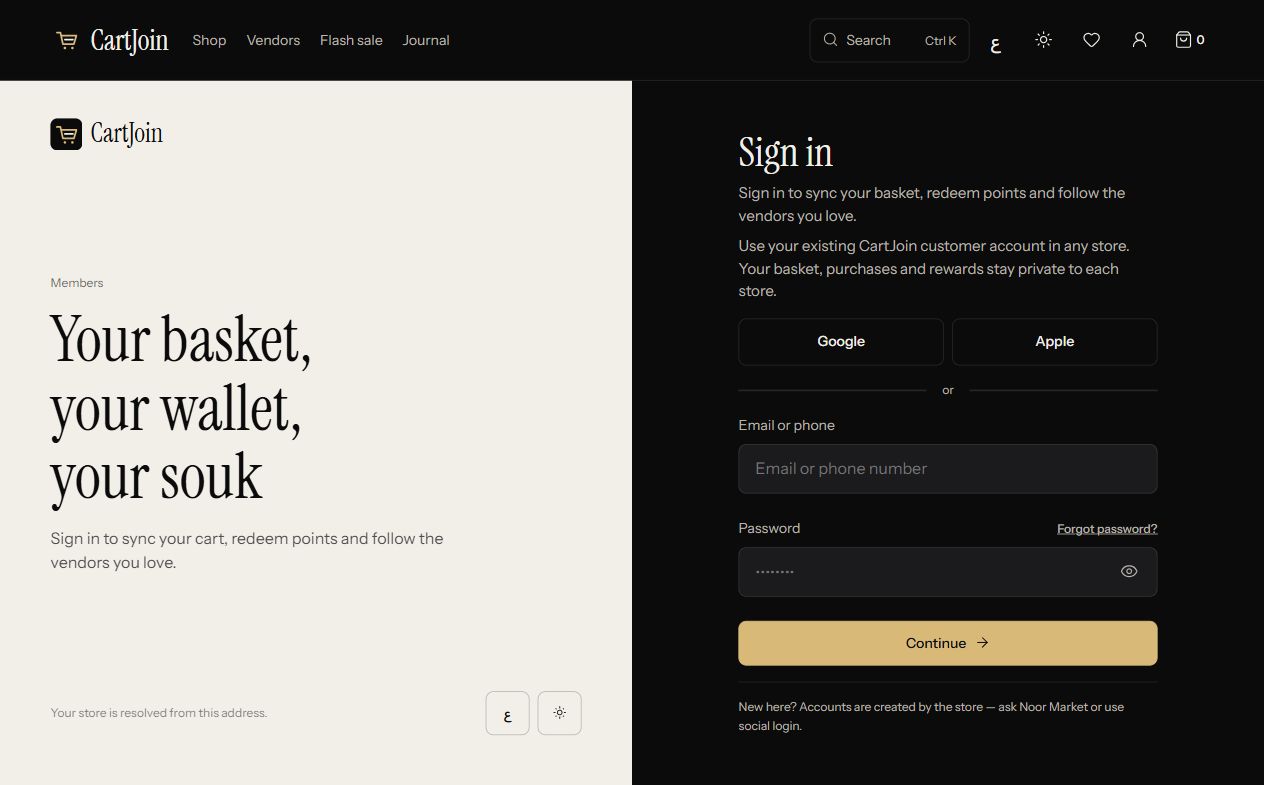 CartJoin
Shop
Vendors
Flash sale
Journal
Search
Ctrl K
ع
0
CartJoin
Members
Your basket,
your wallet,
your souk
Sign in to sync your cart, redeem points and follow the
vendors you love.
Your store is resolved from this address.
ع
Sign in
Sign in to sync your basket, redeem points and follow the
vendors you love.
Use your existing CartJoin customer account in any store.
Your basket, purchases and rewards stay private to each
store.
Google
Apple
or
Email or phone
Email or phone number
Password
Forgot password?
••••••••
Continue →
New here? Accounts are created by the store — ask Noor Market or use
social login.